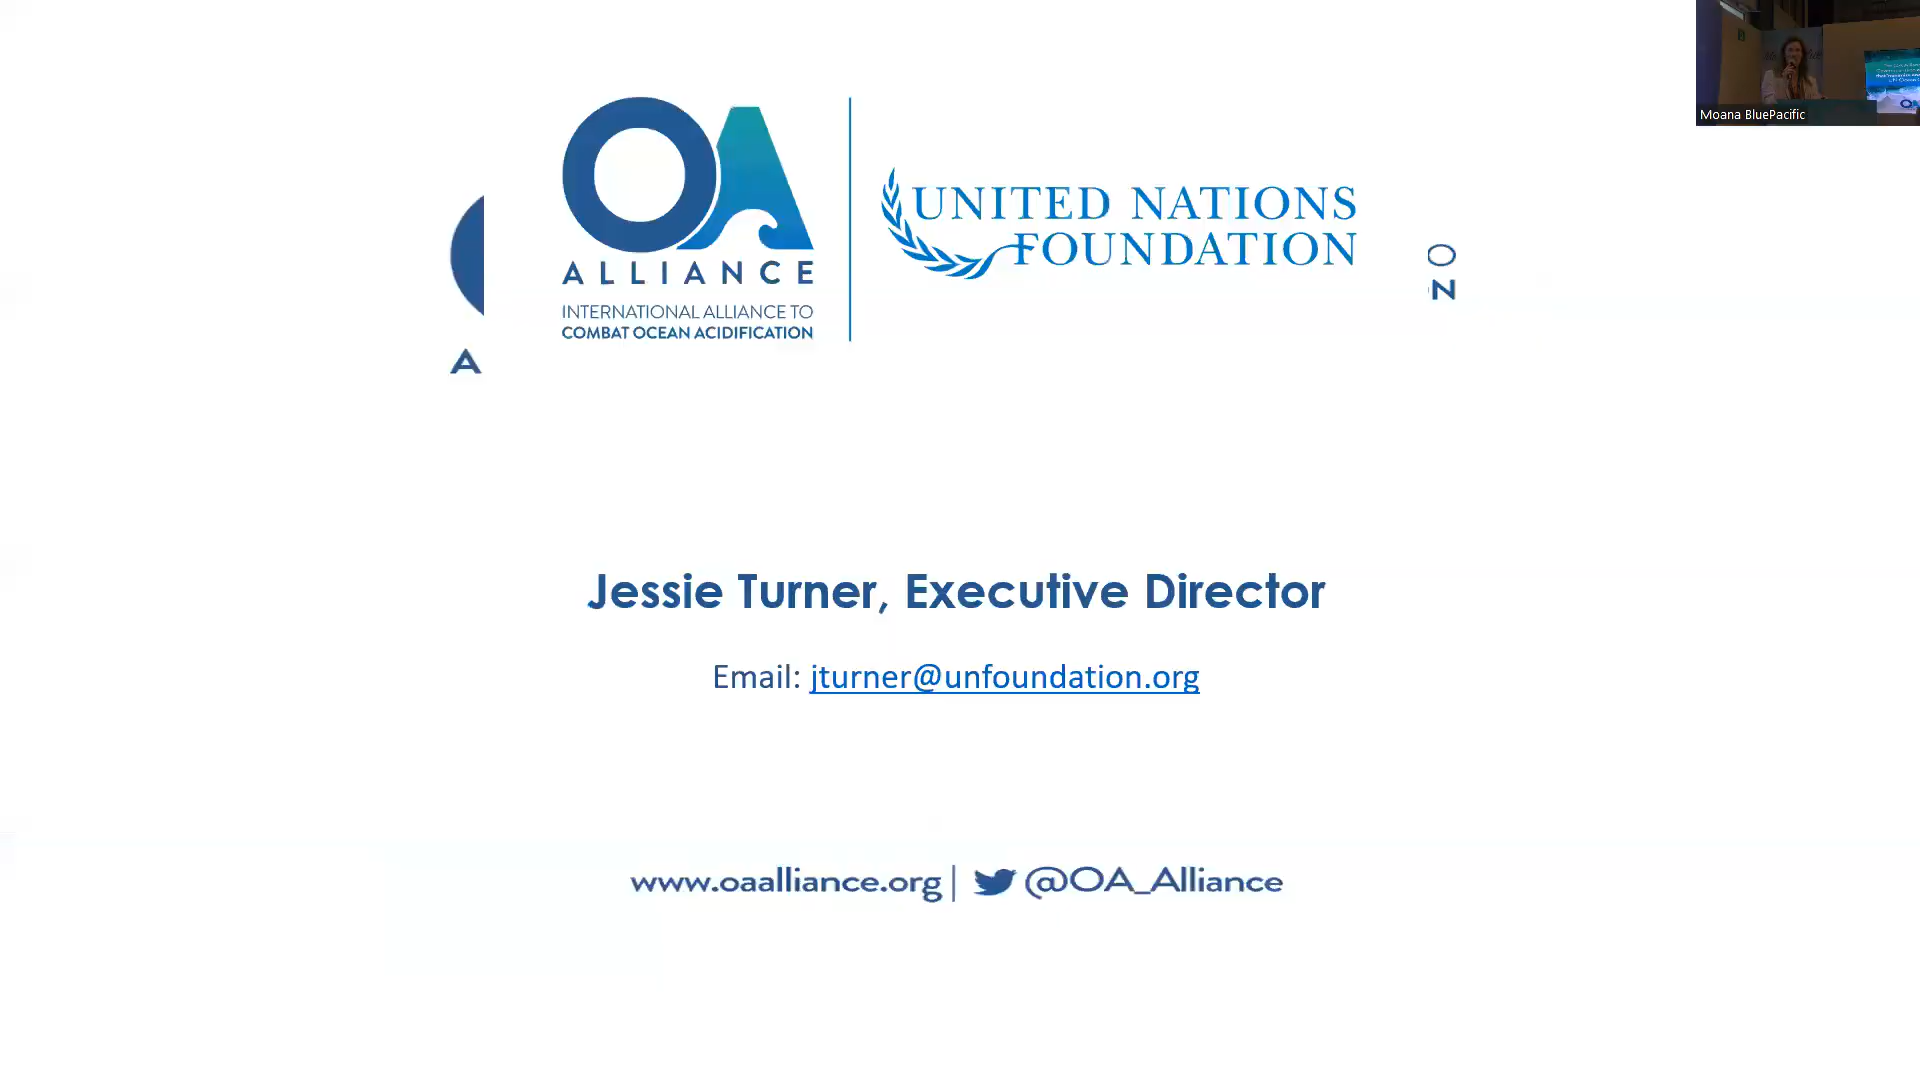 OA
ALLIANCE
INTERNATIONAL ALLIANCE TO
COMBAT OCEAN ACIDIFICATION
UNITED NATIONS
FOUNDATION
A
O
N
Jessie Turner, Executive Director
Email: jturner@unfoundation.org
www.oaalliance.org | @OA_Alliance
Moana BluePacific